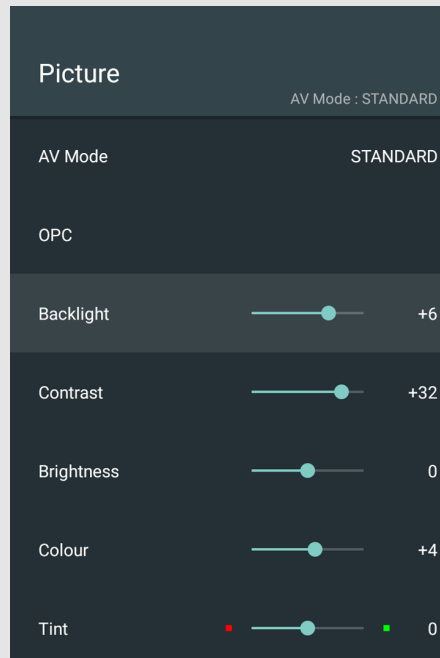 Picture
AV Mode : STANDARD
AV Mode STANDARD
OPC
Backlight +6
Contrast +32
Brightness 0
Colour +4
Tint 0